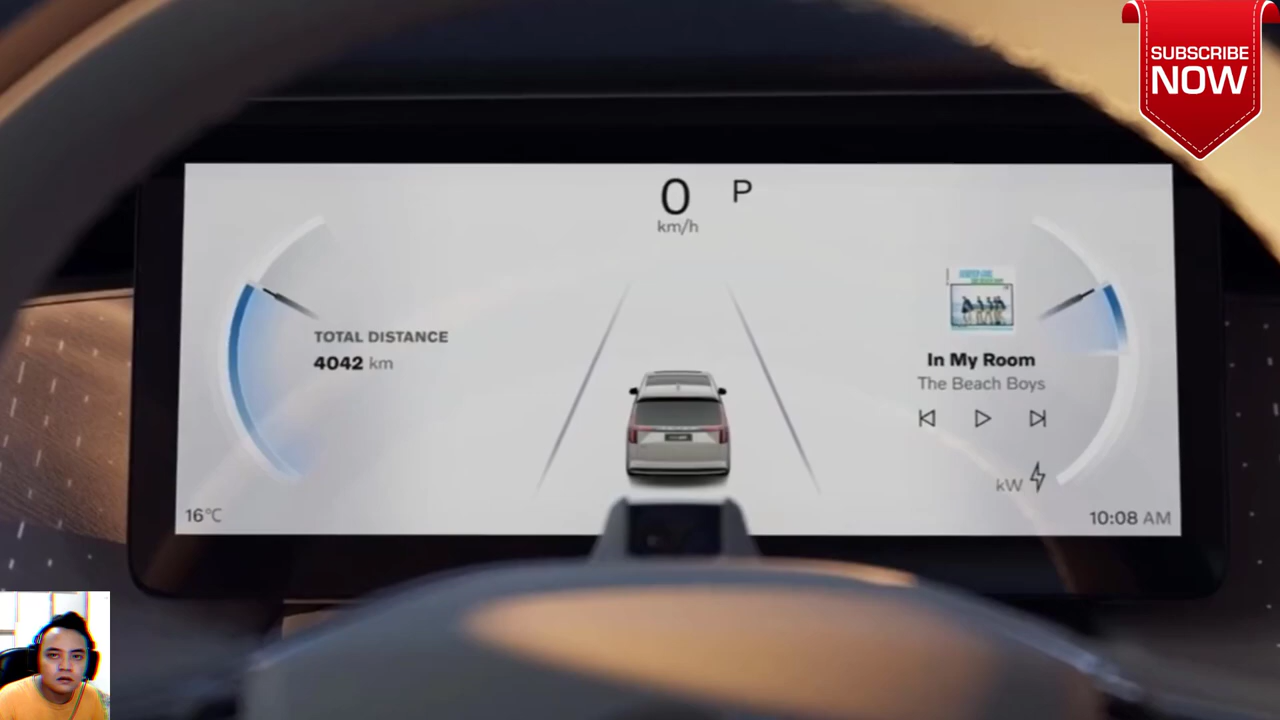 SUBSCRIBE
NOW
0 P
km/h
TOTAL DISTANCE
4042 km
In My Room
The Beach Boys
kW
16°C
10:08 AM